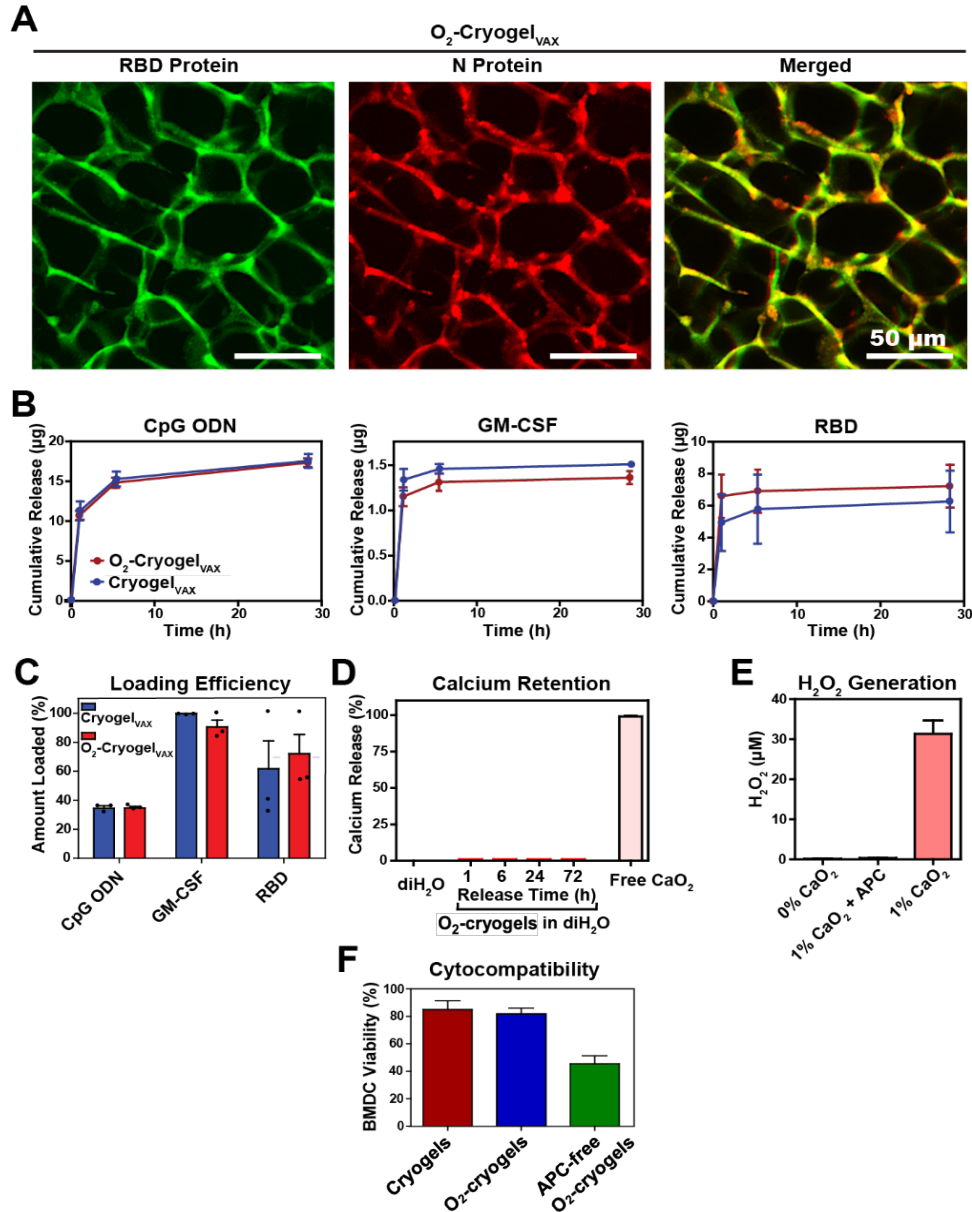 A
O₂-Cryogel_VAX
RBD Protein N Protein Merged
50 µm
B
CpG ODN GM-CSF RBD
Cumulative Release (µg)
20
15
10
5
0
O₂-Cryogel_VAX
Cryogel_VAX
0 10 20 30
Time (h)
Cumulative Release (µg)
1.5
1.0
0.5
0.0
0 10 20 30
Time (h)
Cumulative Release (µg)
10
8
6
4
2
0
0 10 20 30
Time (h)
C
Loading Efficiency
Amount Loaded (%)
100
80
60
40
20
0
Cryogel_VAX
O₂-Cryogel_VAX
CpG ODN
GM-CSF
RBD
D
Calcium Retention
Calcium Release (%)
100
75
50
25
0
diH₂O 1 6 24 72 Free CaO₂
Release Time (h)
O₂-cryogels in diH₂O
E
H₂O₂ Generation
H₂O₂ (µM)
40
30
20
10
0
0% CaO₂
1% CaO₂ + APC
1% CaO₂
F
Cytocompatibility
BMDC Viability (%)
100
80
60
40
20
0
Cryogels
O₂-cryogels
APC-free
O₂-cryogels